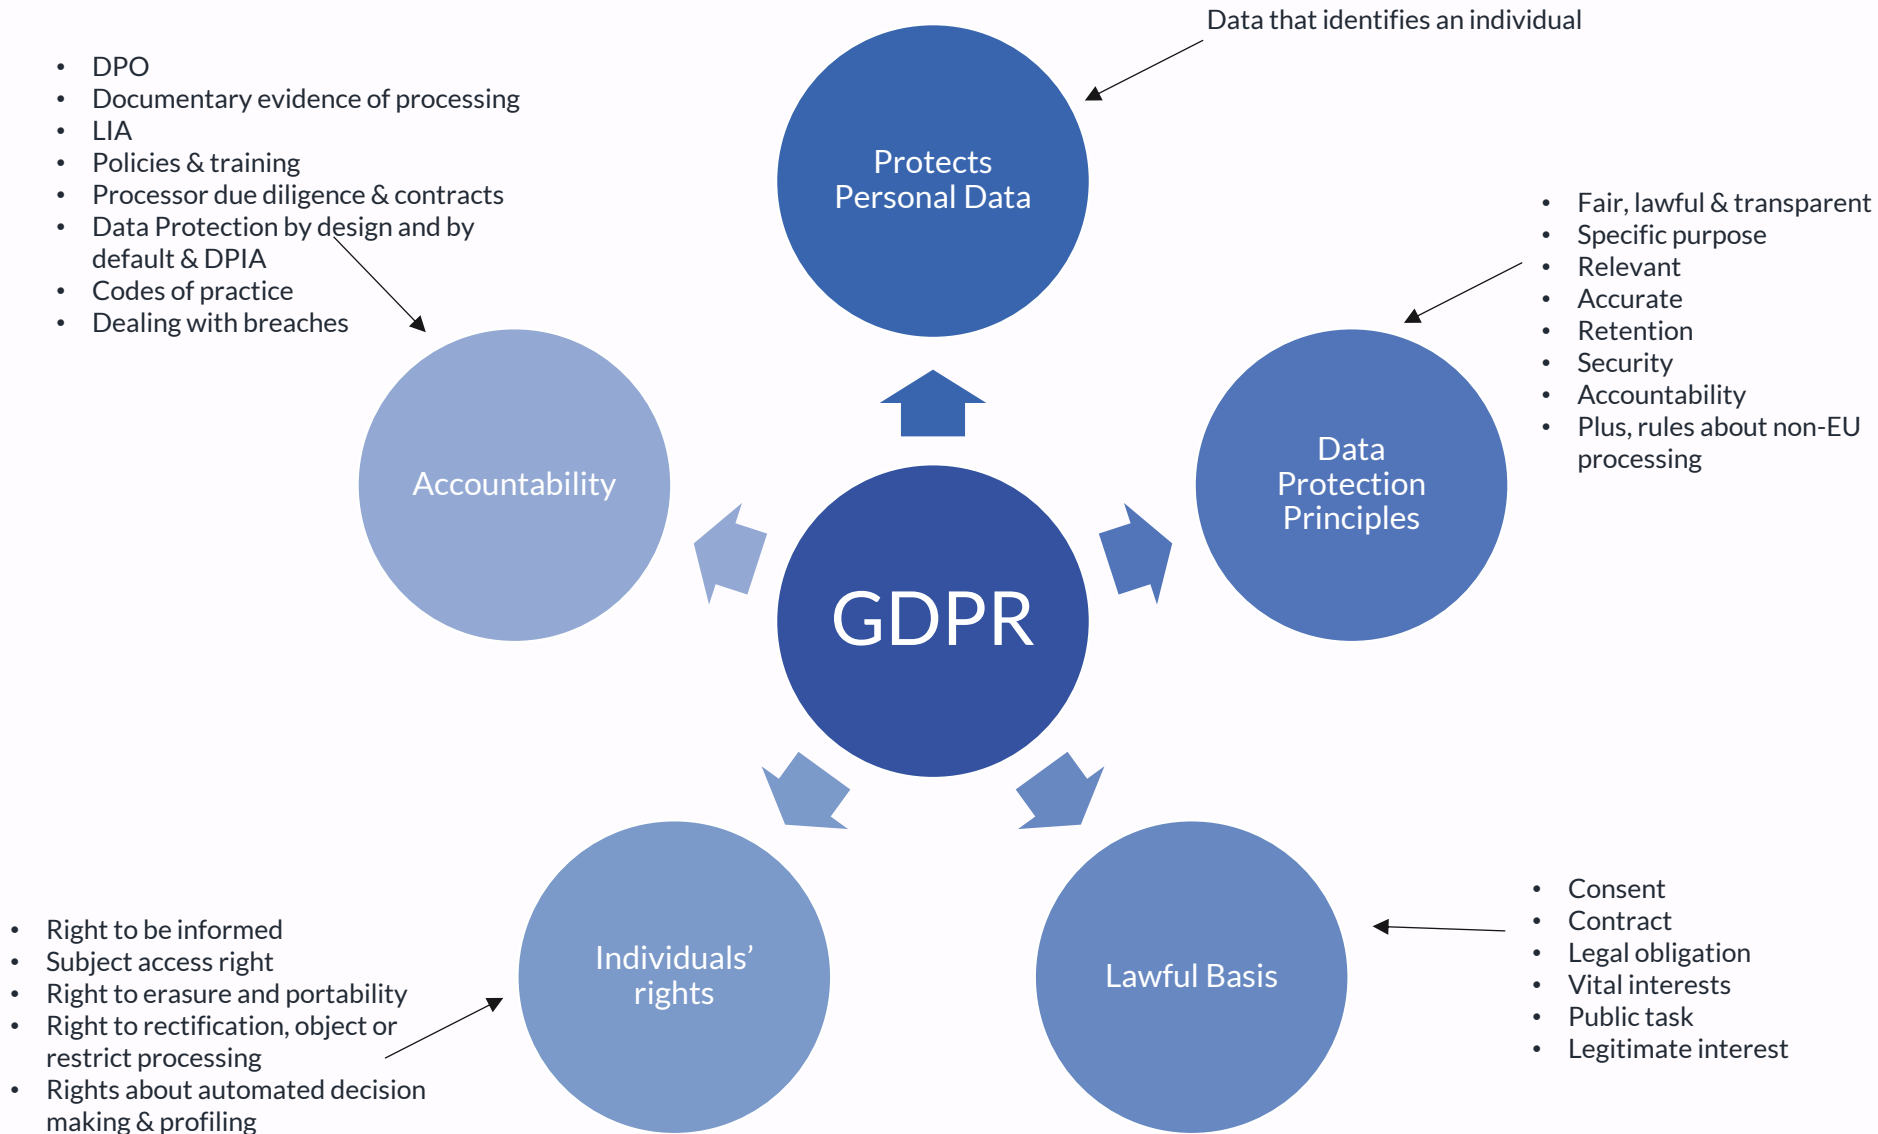 Data that identifies an individual
• DPO
• Documentary evidence of processing
• LIA
• Policies & training
• Processor due diligence & contracts
• Data Protection by design and by
default & DPIA
• Codes of practice
• Dealing with breaches
Protects
Personal Data
• Fair, lawful & transparent
• Specific purpose
• Relevant
• Accurate
• Retention
• Security
• Accountability
• Plus, rules about non-EU
processing
Accountability
Data
Protection
Principles
GDPR
• Right to be informed
• Subject access right
• Right to erasure and portability
• Right to rectification, object or
restrict processing
• Rights about automated decision
making & profiling
Individuals’
rights
Lawful Basis
• Consent
• Contract
• Legal obligation
• Vital interests
• Public task
• Legitimate interest